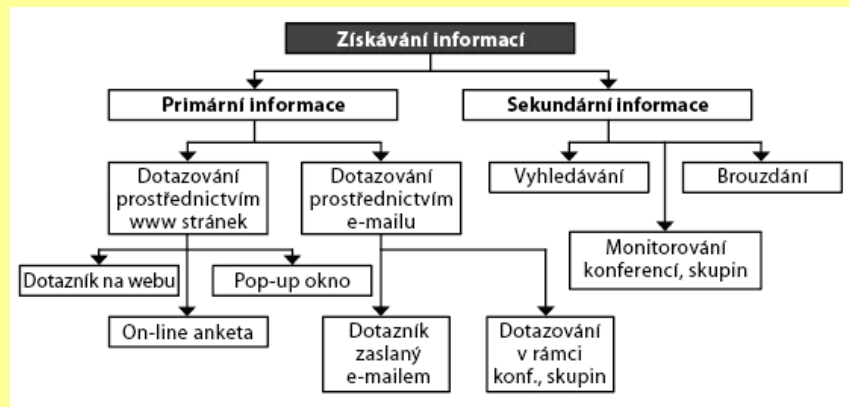 Získávání informací
Primární informace
Sekundární informace
Dotazování
prostřednictvím
www stránek
Dotazování
prostřednictvím
e-mailu
Vyhledávání
Brouzdání
Monitorování
konferencí, skupin
Dotazník na webu
Pop-up okno
On-line anketa
Dotazník
zaslaný
e-mailem
Dotazování
v rámci
konf., skupin